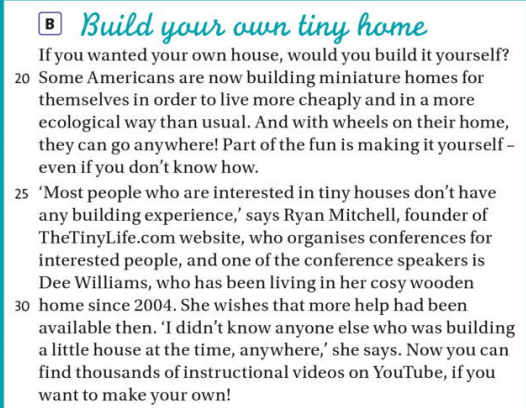 B Build your own tiny home
If you wanted your own house, would you build it yourself?
20 Some Americans are now building miniature homes for
themselves in order to live more cheaply and in a more
ecological way than usual. And with wheels on their home,
they can go anywhere! Part of the fun is making it yourself –
even if you don’t know how.
25 ‘Most people who are interested in tiny houses don’t have
any building experience,’ says Ryan Mitchell, founder of
TheTinyLife.com website, who organises conferences for
interested people, and one of the conference speakers is
Dee Williams, who has been living in her cosy wooden
30 home since 2004. She wishes that more help had been
available then. ‘I didn’t know anyone else who was building
a little house at the time, anywhere,’ she says. Now you can
find thousands of instructional videos on YouTube, if you
want to make your own!